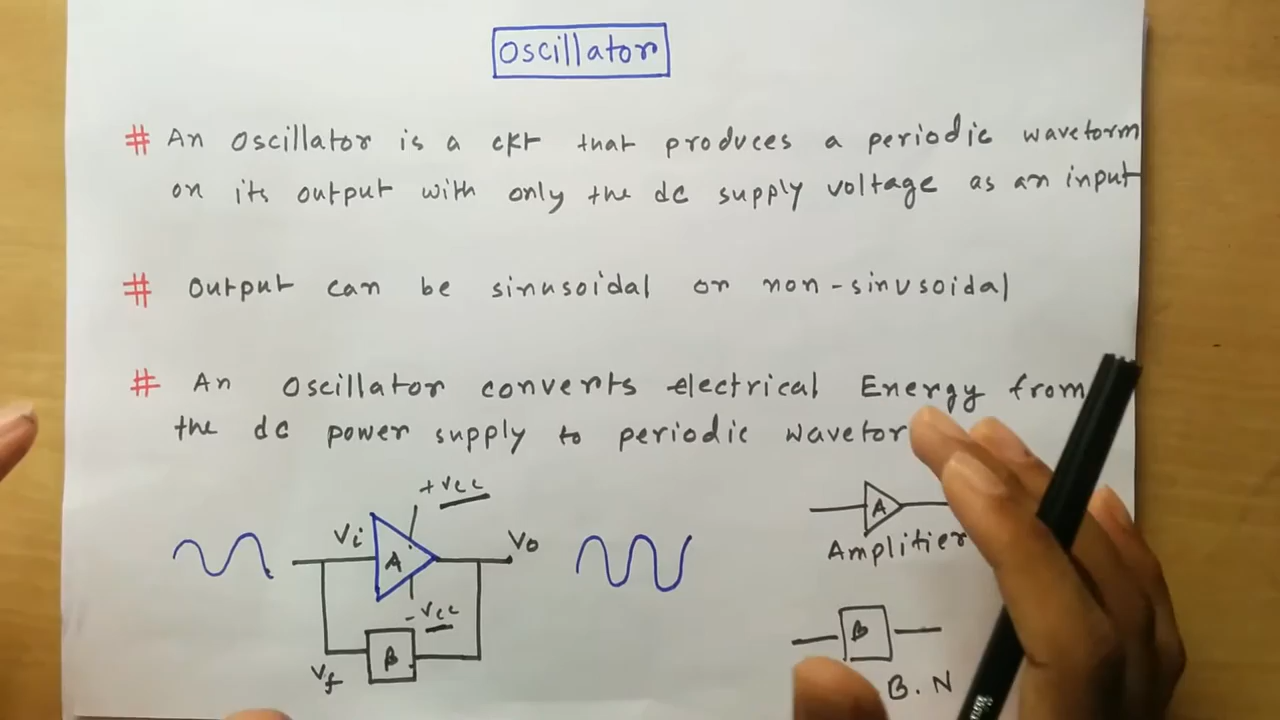 Oscillator
# An Oscillator is a ckt that produces a periodic waveform
on its output with only the dc supply voltage as an input
# Output can be sinusoidal or non-sinusoidal
# An Oscillator converts electrical Energy from
the dc power supply to periodic wavefor
+Vcc
Vi
A
Vo
-Vcc
β
Vf
A
Amplifier
β
B.N